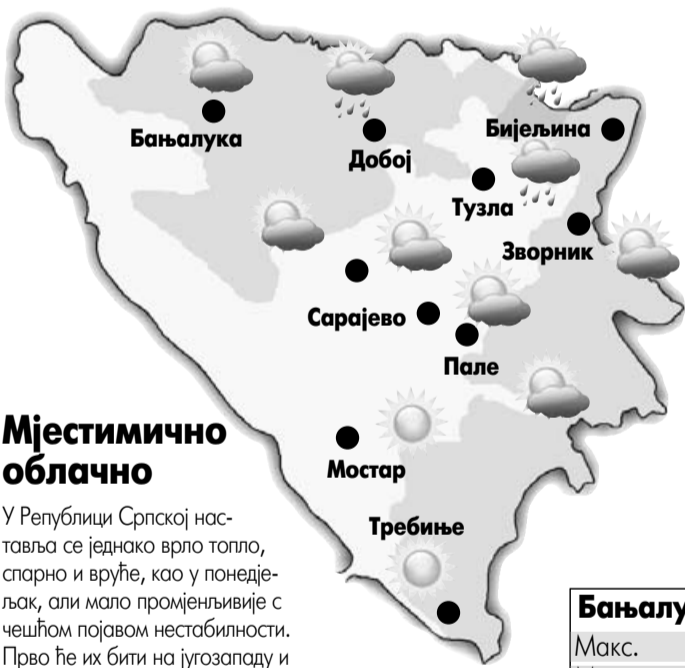 Бањалука
Добој
Бијељина
Тузла
Зворник
Сарајево
Пале
Мостар
Требиње
Мјестимично
облачно
У Републици Српској нас-
тавља се једнако врло топло,
спарно и вруће, као у понедје-
љак, али мало промјенљивије с
чешћом појавом нестабилности.
Прво ће их бити на југозападу и
Бањалу
Макс.